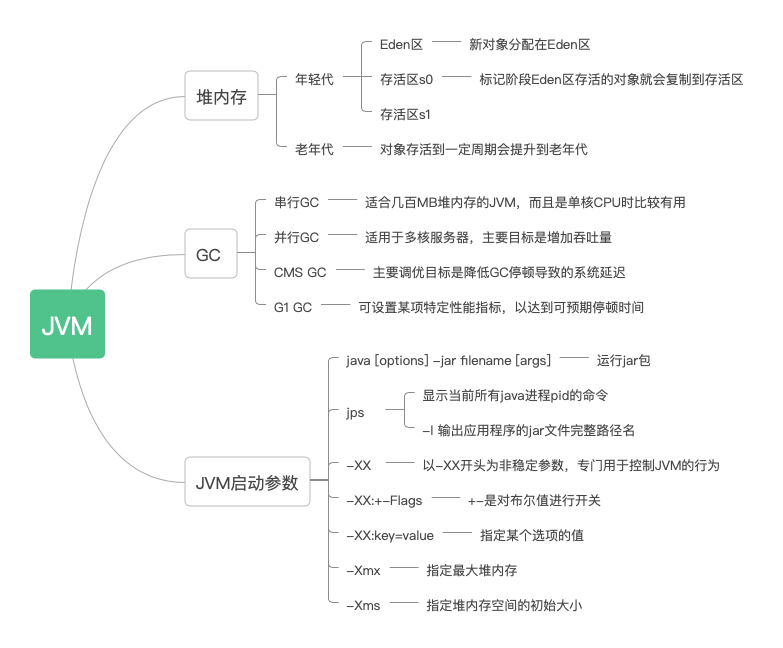 JVM
堆内存
年轻代
Eden区
新对象分配在Eden区
存活区s0
标记阶段Eden区存活的对象就会复制到存活区
存活区s1
老年代
对象存活到一定周期会提升到老年代
GC
串行GC
适合几百MB堆内存的JVM，而且是单核CPU时比较有用
并行GC
适用于多核服务器，主要目标是增加吞吐量
CMS GC
主要调优目标是降低GC停顿导致的系统延迟
G1 GC
可设置某项特定性能指标，以达到可预期停顿时间
JVM启动参数
java [options] -jar filename [args]
运行jar包
jps
显示当前所有java进程pid的命令
-l 输出应用程序的jar文件完整路径名
-XX
以-XX开头为非稳定参数，专门用于控制JVM的行为
-XX:+-Flags
+-是对布尔值进行开关
-XX:key=value
指定某个选项的值
-Xmx
指定最大堆内存
-Xms
指定堆内存空间的初始大小